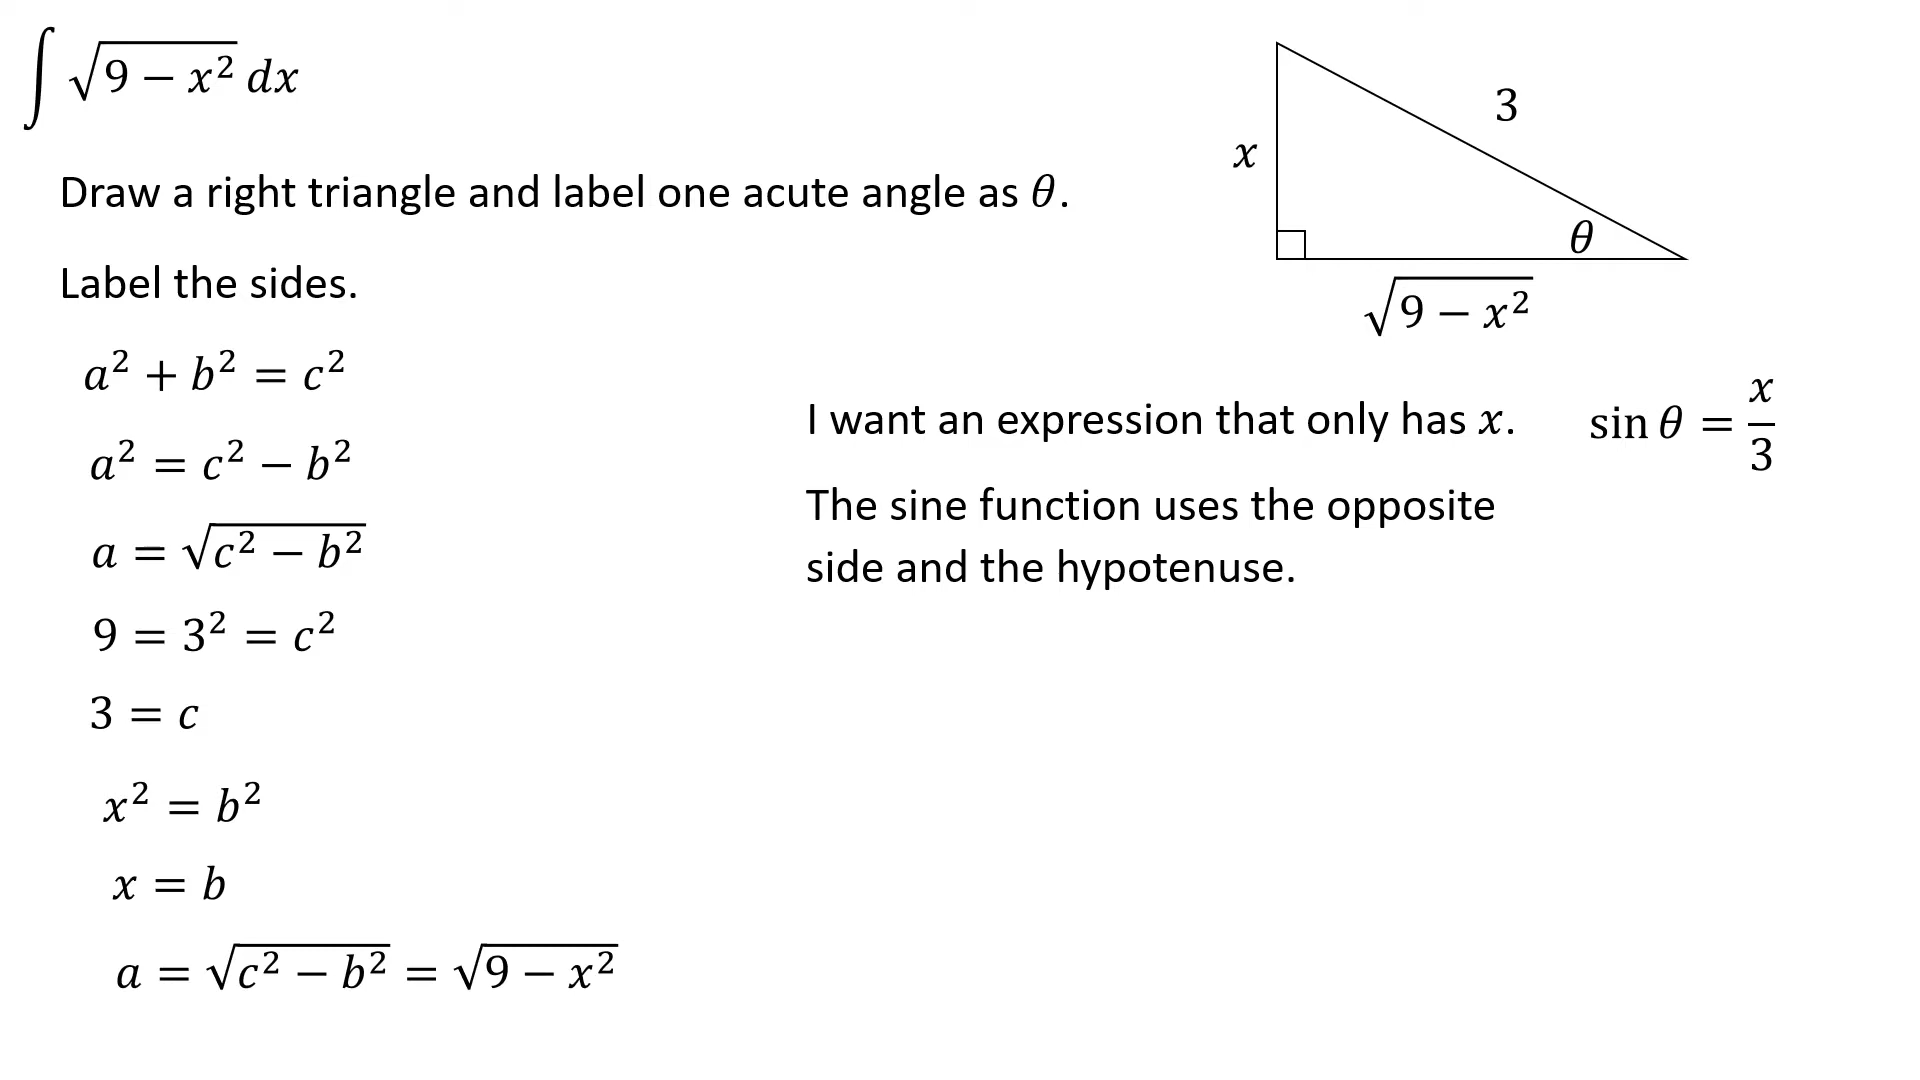 ∫ √(9 − x²) dx
Draw a right triangle and label one acute angle as θ.
Label the sides.
a² + b² = c²
a² = c² − b²
a = √(c² − b²)
9 = 3² = c²
3 = c
x² = b²
x = b
a = √(c² − b²) = √(9 − x²)
3
x
θ
√(9 − x²)
I want an expression that only has x. sin θ = x/3
The sine function uses the opposite
side and the hypotenuse.